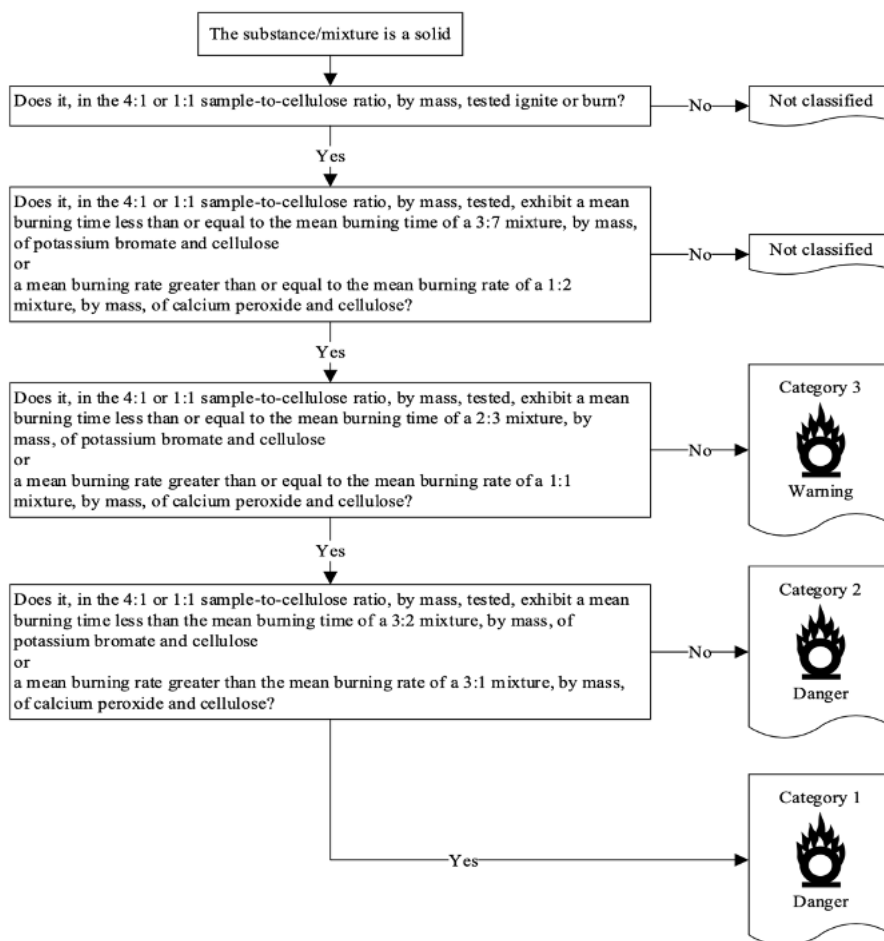 The substance/mixture is a solid
Does it, in the 4:1 or 1:1 sample-to-cellulose ratio, by mass, tested ignite or burn?
No
Not classified
Yes
Does it, in the 4:1 or 1:1 sample-to-cellulose ratio, by mass, tested, exhibit a mean
burning time less than or equal to the mean burning time of a 3:7 mixture, by mass,
of potassium bromate and cellulose
or
a mean burning rate greater than or equal to the mean burning rate of a 1:2
mixture, by mass, of calcium peroxide and cellulose?
No
Not classified
Yes
Does it, in the 4:1 or 1:1 sample-to-cellulose ratio, by mass, tested, exhibit a mean
burning time less than or equal to the mean burning time of a 2:3 mixture, by
mass, of potassium bromate and cellulose
or
a mean burning rate greater than or equal to the mean burning rate of a 1:1
mixture, by mass, of calcium peroxide and cellulose?
No
Category 3
Warning
Yes
Does it, in the 4:1 or 1:1 sample-to-cellulose ratio, by mass, tested, exhibit a mean
burning time less than the mean burning time of a 3:2 mixture, by mass, of
potassium bromate and cellulose
or
a mean burning rate greater than the mean burning rate of a 3:1 mixture, by mass,
of calcium peroxide and cellulose?
No
Category 2
Danger
Yes
Category 1
Danger